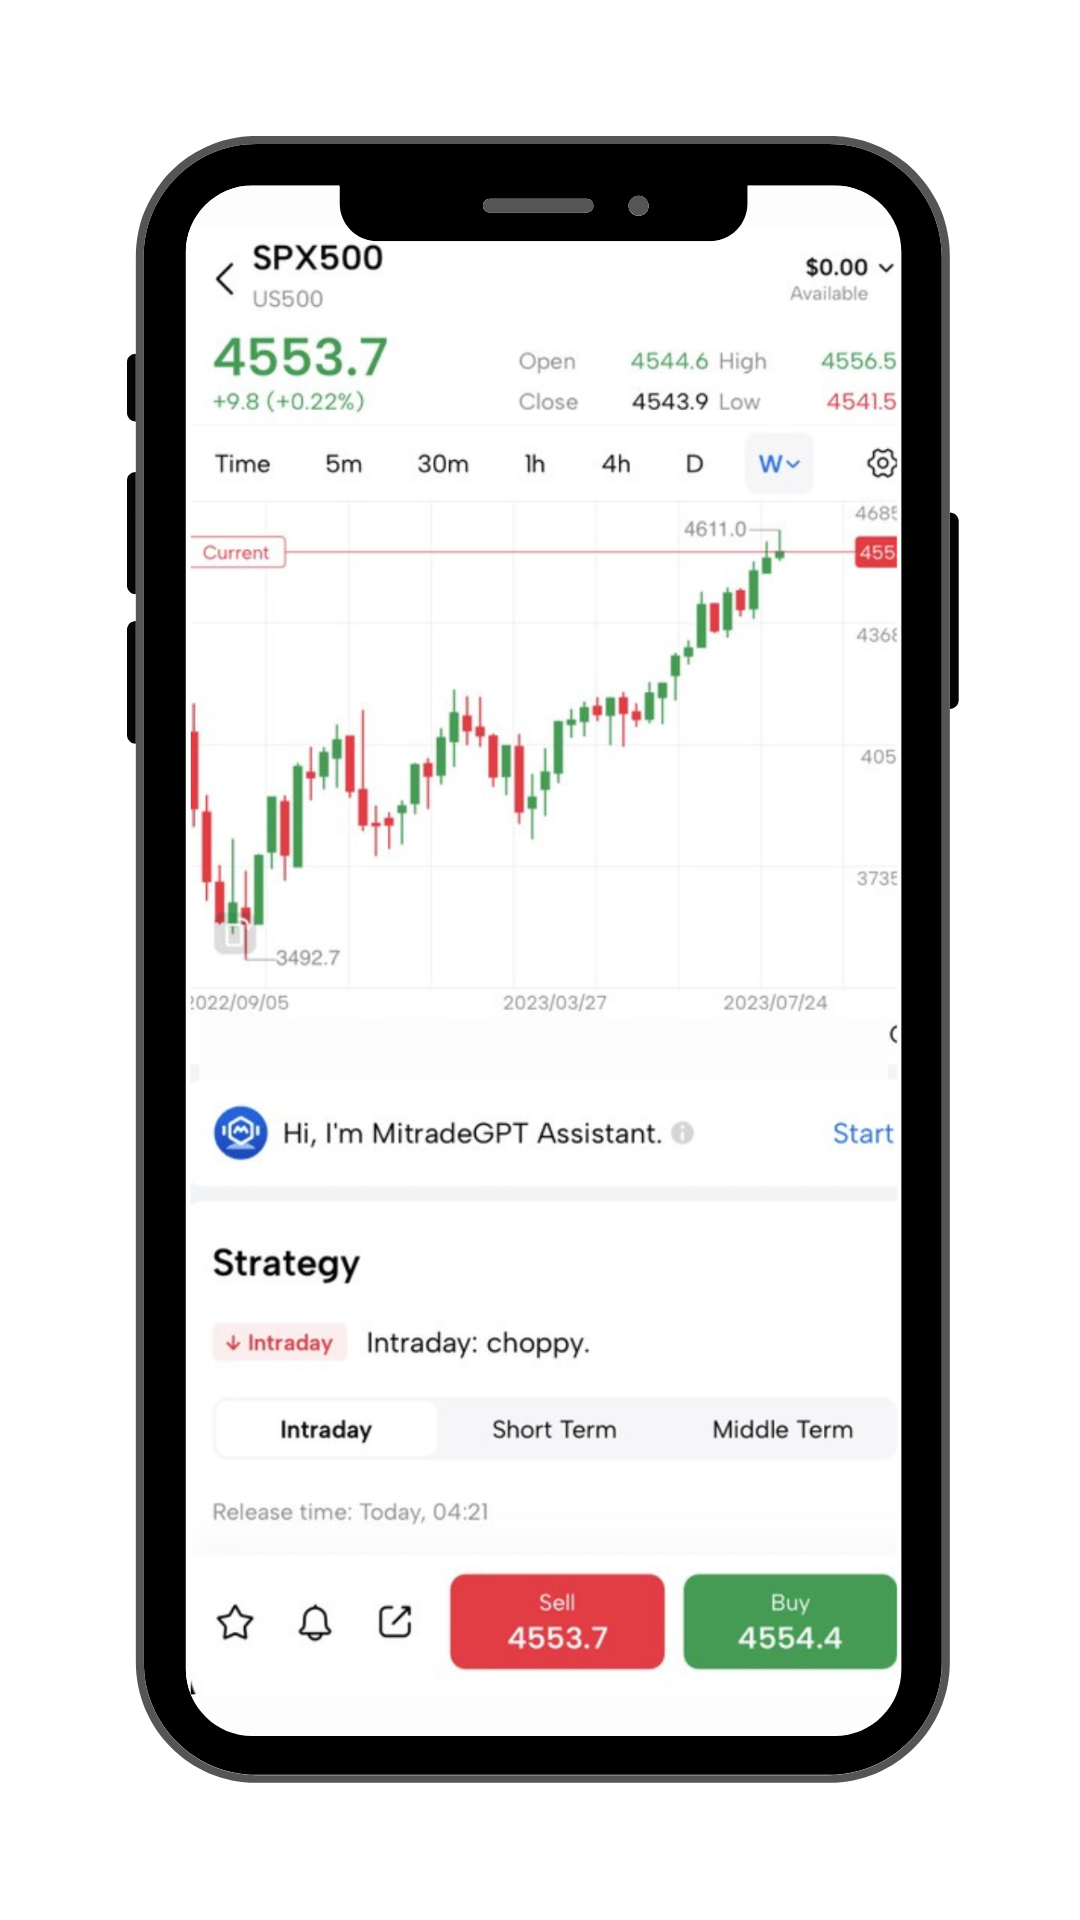 SPX500
US500
$0.00
Available
4553.7
+9.8 (+0.22%)
Open 4544.6 High 4556.5
Close 4543.9 Low 4541.5
Time 5m 30m 1h 4h D W
4685
4611.0
Current 455
4368
405
3735
3492.7
2022/09/05 2023/03/27 2023/07/24
Hi, I'm MitradeGPT Assistant. Start
Strategy
Intraday Intraday: choppy.
Intraday Short Term Middle Term
Release time: Today, 04:21
Sell Buy
4553.7 4554.4